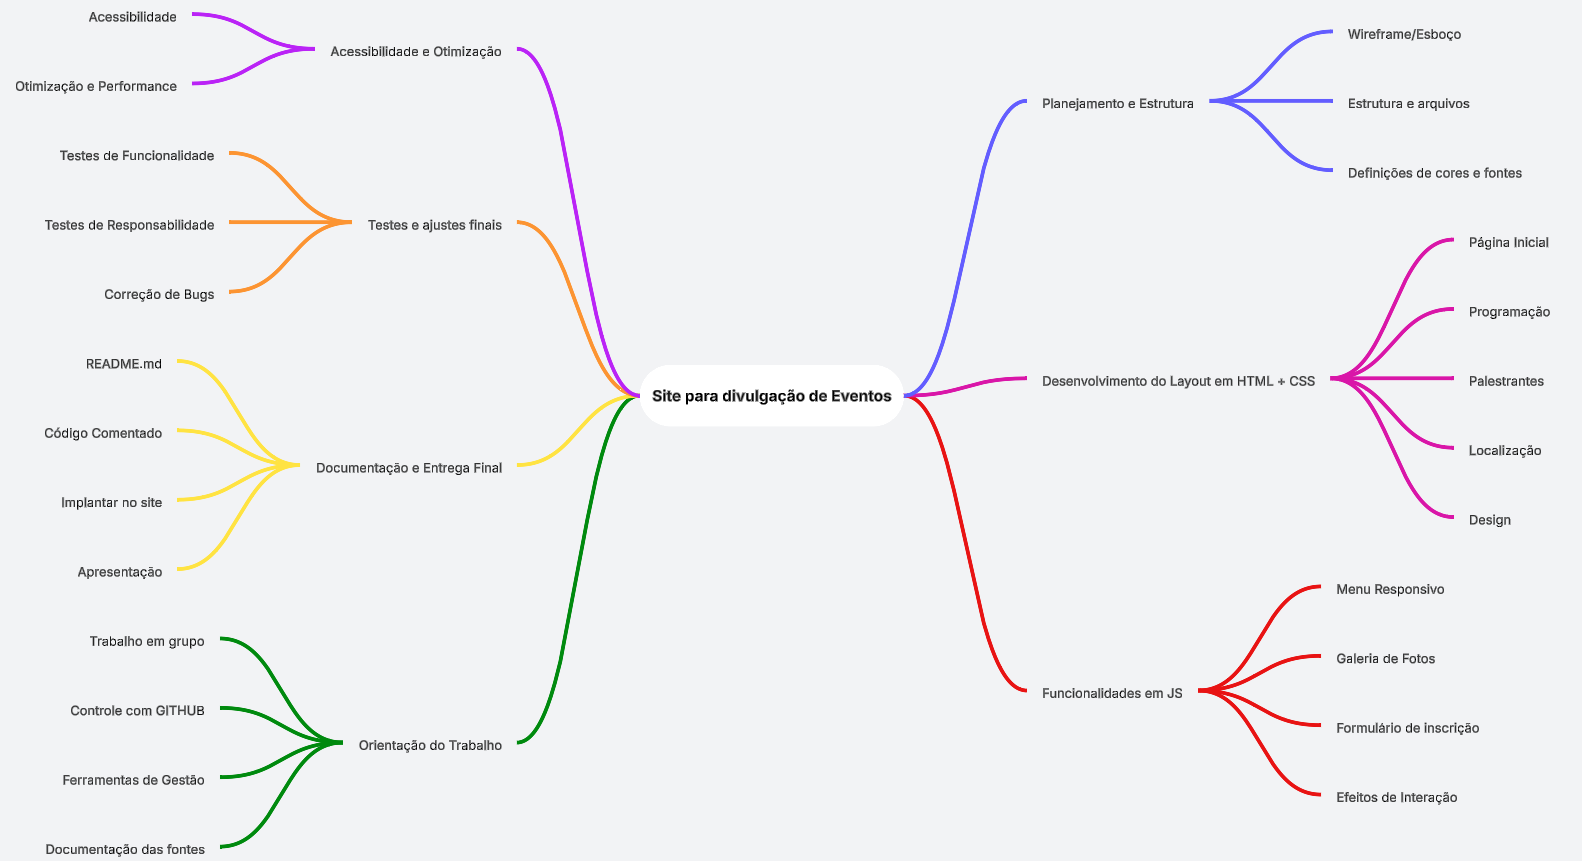 Site para divulgação de Eventos
Planejamento e Estrutura
Wireframe/Esboço
Estrutura e arquivos
Definições de cores e fontes
Desenvolvimento do Layout em HTML + CSS
Página Inicial
Programação
Palestrantes
Localização
Design
Funcionalidades em JS
Menu Responsivo
Galeria de Fotos
Formulário de inscrição
Efeitos de Interação
Acessibilidade e Otimização
Acessibilidade
Otimização e Performance
Testes e ajustes finais
Testes de Funcionalidade
Testes de Responsabilidade
Correção de Bugs
Documentação e Entrega Final
README.md
Código Comentado
Implantar no site
Apresentação
Orientação do Trabalho
Trabalho em grupo
Controle com GITHUB
Ferramentas de Gestão
Documentação das fontes